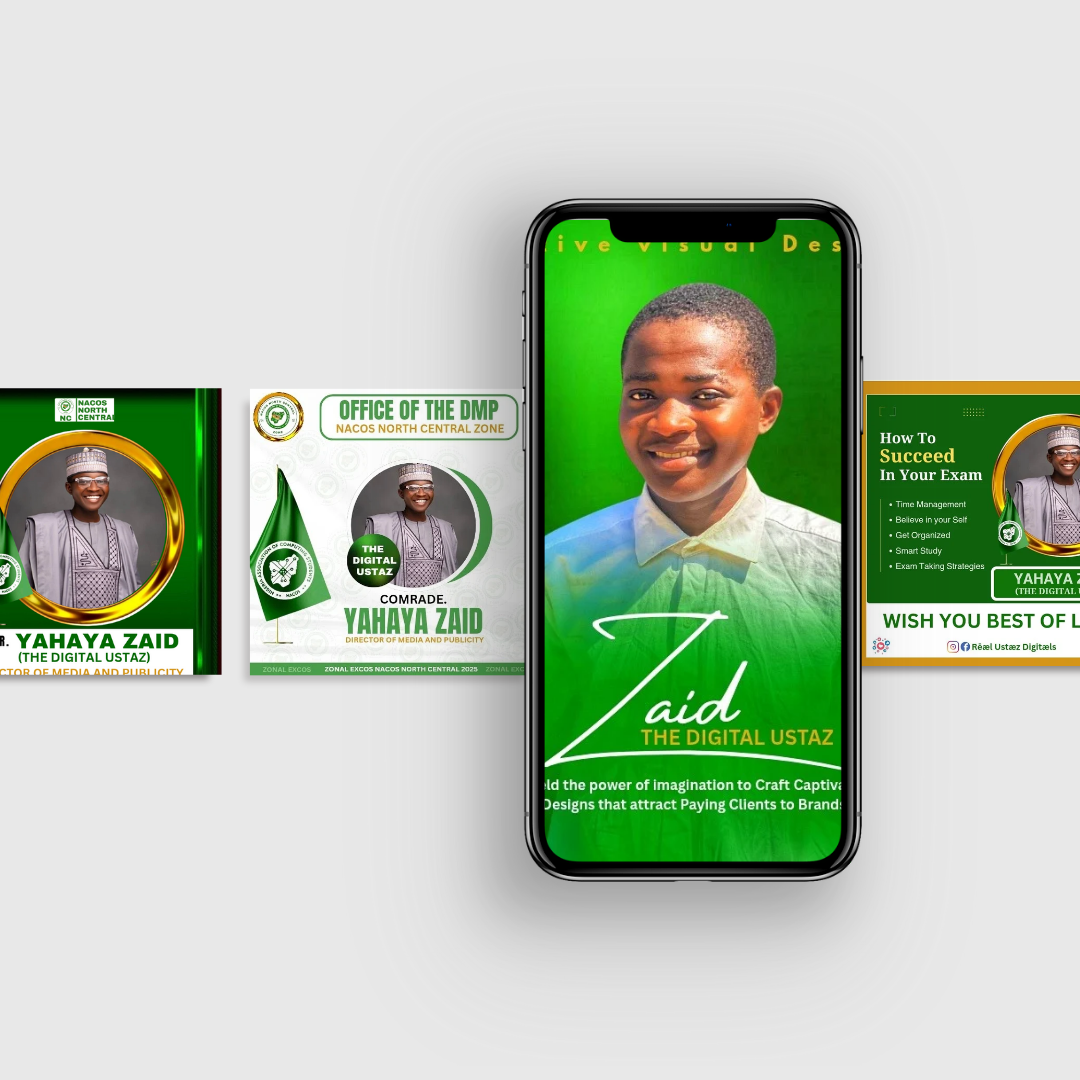 NACOS
NORTH
CENTRAL
NC
YAHAYA ZAID
(THE DIGITAL USTAZ)
CTOR OF MEDIA AND PUBLICITY
OFFICE OF THE DMP
NACOS NORTH CENTRAL ZONE
THE
DIGITAL
USTAZ
NACOS
COMRADE.
YAHAYA ZAID
DIRECTOR OF MEDIA AND PUBLICITY
ZONAL EXCOS ZONAL EXCOS NACOS NORTH CENTRAL 2025 ZONAL EXC
ive Visual Des
Zaid
THE DIGITAL USTAZ
eld the power of imagination to Craft Captiva
Designs that attract Paying Clients to Brand
How To
Succeed
In Your Exam
• Time Management
• Believe in your Self
• Get Organized
• Smart Study
• Exam Taking Strategies
YAHAYA Z
(THE DIGITAL U
WISH YOU BEST OF L
Réæl Ustæz Digitæls